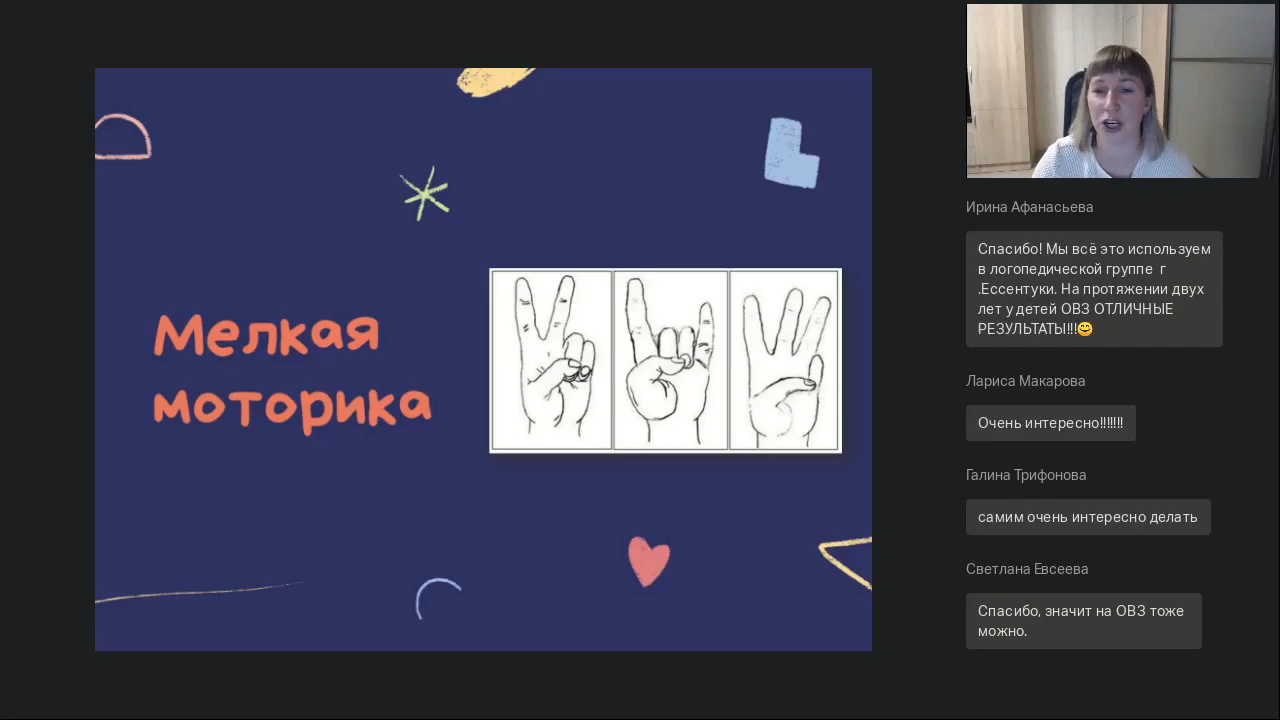 Мелкая
моторика
Ирина Афанасьева
Спасибо! Мы всё это используем
в логопедической группе г
.Ессентуки. На протяжении двух
лет у детей ОВЗ ОТЛИЧНЫЕ
РЕЗУЛЬТАТЫ!!!😊
Лариса Макарова
Очень интересно!!!!!!!
Галина Трифонова
самим очень интересно делать
Светлана Евсеева
Спасибо, значит на ОВЗ тоже
можно.